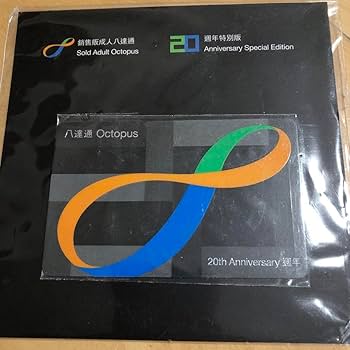 銷售版成人八達通
Sold Adult Octopus
20 週年特別版
Anniversary Special Edition
八達通 Octopus
20th Anniversary 週年